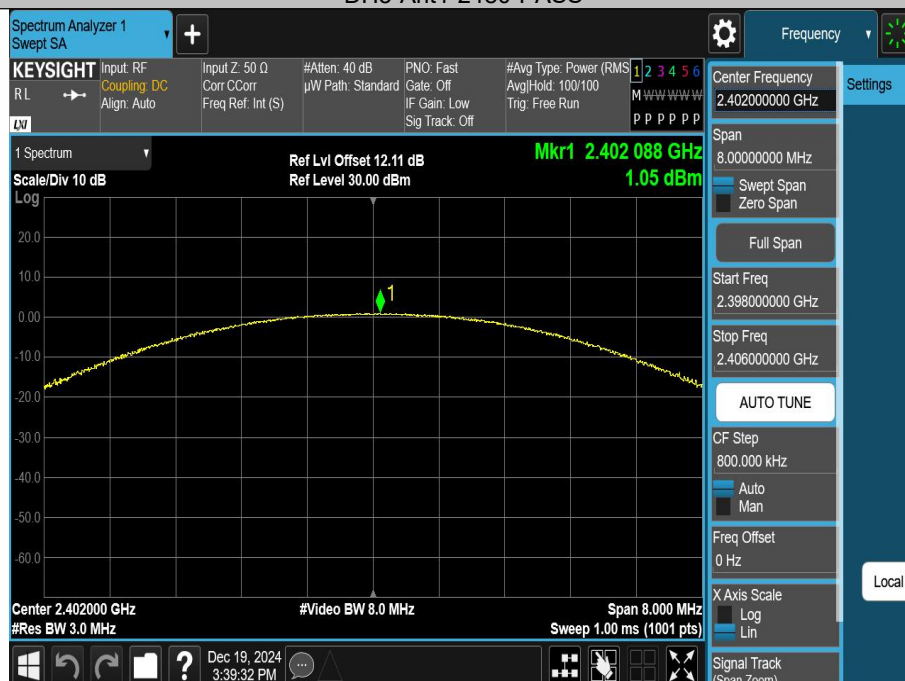 Spectrum Analyzer 1
Swept SA
+
Frequency
KEYSIGHT
RL
LXI
Input: RF
Coupling: DC
Align: Auto
Input Z: 50 Ω
Corr CCorr
Freq Ref: Int (S)
#Atten: 40 dB
µW Path: Standard
PNO: Fast
Gate: Off
IF Gain: Low
Sig Track: Off
#Avg Type: Power (RMS
Avg|Hold: 100/100
Trig: Free Run
1 2 3 4 5 6
M W W W W W
P P P P P P
1 Spectrum
Scale/Div 10 dB
Log
Ref Lvl Offset 12.11 dB
Ref Level 30.00 dBm
Mkr1 2.402 088 GHz
1.05 dBm
20.0
10.0
0.00
-10.0
-20.0
-30.0
-40.0
-50.0
-60.0
1
Center 2.402000 GHz
#Res BW 3.0 MHz
#Video BW 8.0 MHz
Span 8.000 MHz
Sweep 1.00 ms (1001 pts)
?
Dec 19, 2024
3:39:32 PM
Center Frequency
2.402000000 GHz
Settings
Span
8.00000000 MHz
Swept Span
Zero Span
Full Span
Start Freq
2.398000000 GHz
Stop Freq
2.406000000 GHz
AUTO TUNE
CF Step
800.000 kHz
Auto
Man
Freq Offset
0 Hz
X Axis Scale
Log
Lin
Local
Signal Track
(Span Zoom)